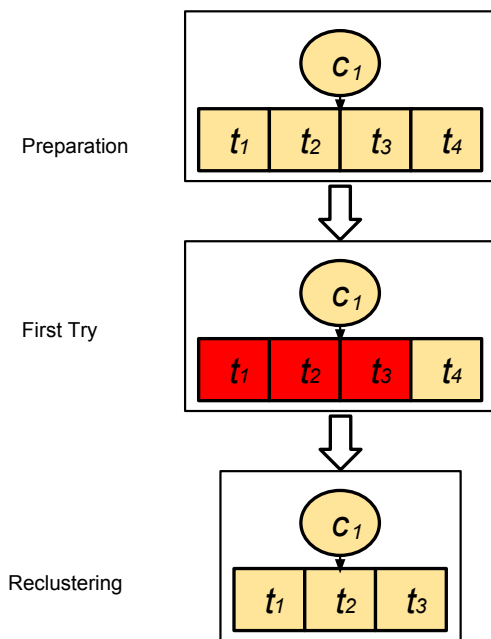 c1
Preparation
t1 t2 t3 t4
c1
First Try
t1 t2 t3 t4
c1
Reclustering
t1 t2 t3